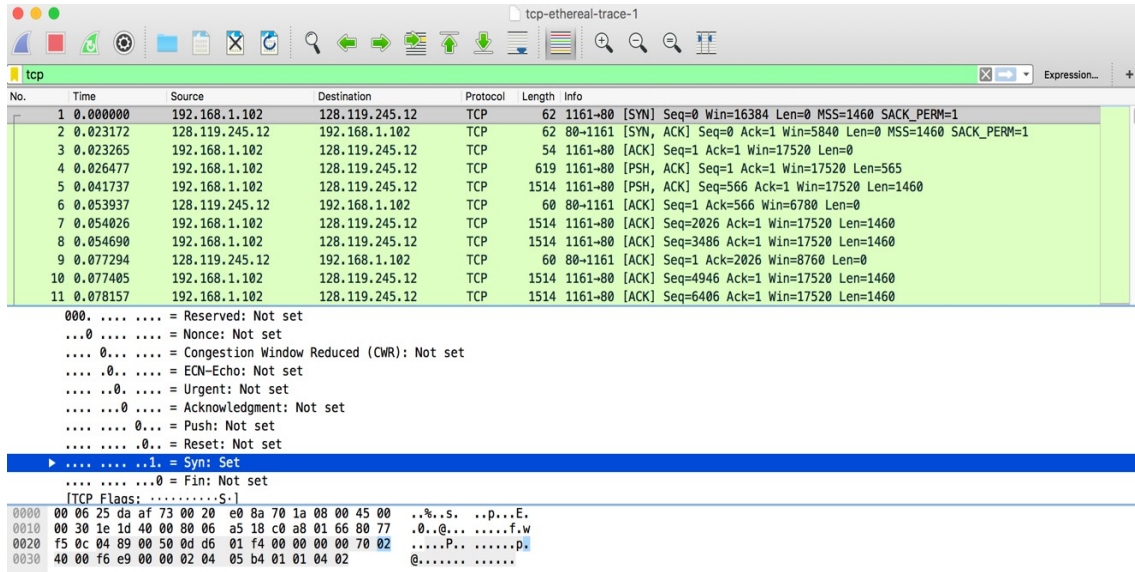 tcp-ethereal-trace-1
tcp Expression... +
No. Time Source Destination Protocol Length Info
1 0.000000 192.168.1.102 128.119.245.12 TCP 62 1161→80 [SYN] Seq=0 Win=16384 Len=0 MSS=1460 SACK_PERM=1
2 0.023172 128.119.245.12 192.168.1.102 TCP 62 80→1161 [SYN, ACK] Seq=0 Ack=1 Win=5840 Len=0 MSS=1460 SACK_PERM=1
3 0.023265 192.168.1.102 128.119.245.12 TCP 54 1161→80 [ACK] Seq=1 Ack=1 Win=17520 Len=0
4 0.026477 192.168.1.102 128.119.245.12 TCP 619 1161→80 [PSH, ACK] Seq=1 Ack=1 Win=17520 Len=565
5 0.041737 192.168.1.102 128.119.245.12 TCP 1514 1161→80 [PSH, ACK] Seq=566 Ack=1 Win=17520 Len=1460
6 0.053937 128.119.245.12 192.168.1.102 TCP 60 80→1161 [ACK] Seq=1 Ack=566 Win=6780 Len=0
7 0.054026 192.168.1.102 128.119.245.12 TCP 1514 1161→80 [ACK] Seq=2026 Ack=1 Win=17520 Len=1460
8 0.054690 192.168.1.102 128.119.245.12 TCP 1514 1161→80 [ACK] Seq=3486 Ack=1 Win=17520 Len=1460
9 0.077294 128.119.245.12 192.168.1.102 TCP 60 80→1161 [ACK] Seq=1 Ack=2026 Win=8760 Len=0
10 0.077405 192.168.1.102 128.119.245.12 TCP 1514 1161→80 [ACK] Seq=4946 Ack=1 Win=17520 Len=1460
11 0.078157 192.168.1.102 128.119.245.12 TCP 1514 1161→80 [ACK] Seq=6406 Ack=1 Win=17520 Len=1460
000. .... .... = Reserved: Not set
...0 .... .... = Nonce: Not set
.... 0... .... = Congestion Window Reduced (CWR): Not set
.... .0.. .... = ECN-Echo: Not set
.... ..0. .... = Urgent: Not set
.... ...0 .... = Acknowledgment: Not set
.... .... 0... = Push: Not set
.... .... .0.. = Reset: Not set
.... .... ..1. = Syn: Set
.... .... ...0 = Fin: Not set
[TCP Flags: ··········S·]
0000 00 06 25 da af 73 00 20 e0 8a 70 1a 08 00 45 00 ..%..s. ..p...E.
0010 00 30 1e 1d 40 00 80 06 a5 18 c0 a8 01 66 80 77 .0..@... .....f.w
0020 f5 0c 04 89 00 50 0d d6 01 f4 00 00 00 00 70 02 .....P.. ......p.
0030 40 00 f6 e9 00 00 02 04 05 b4 01 01 04 02 @....... ......